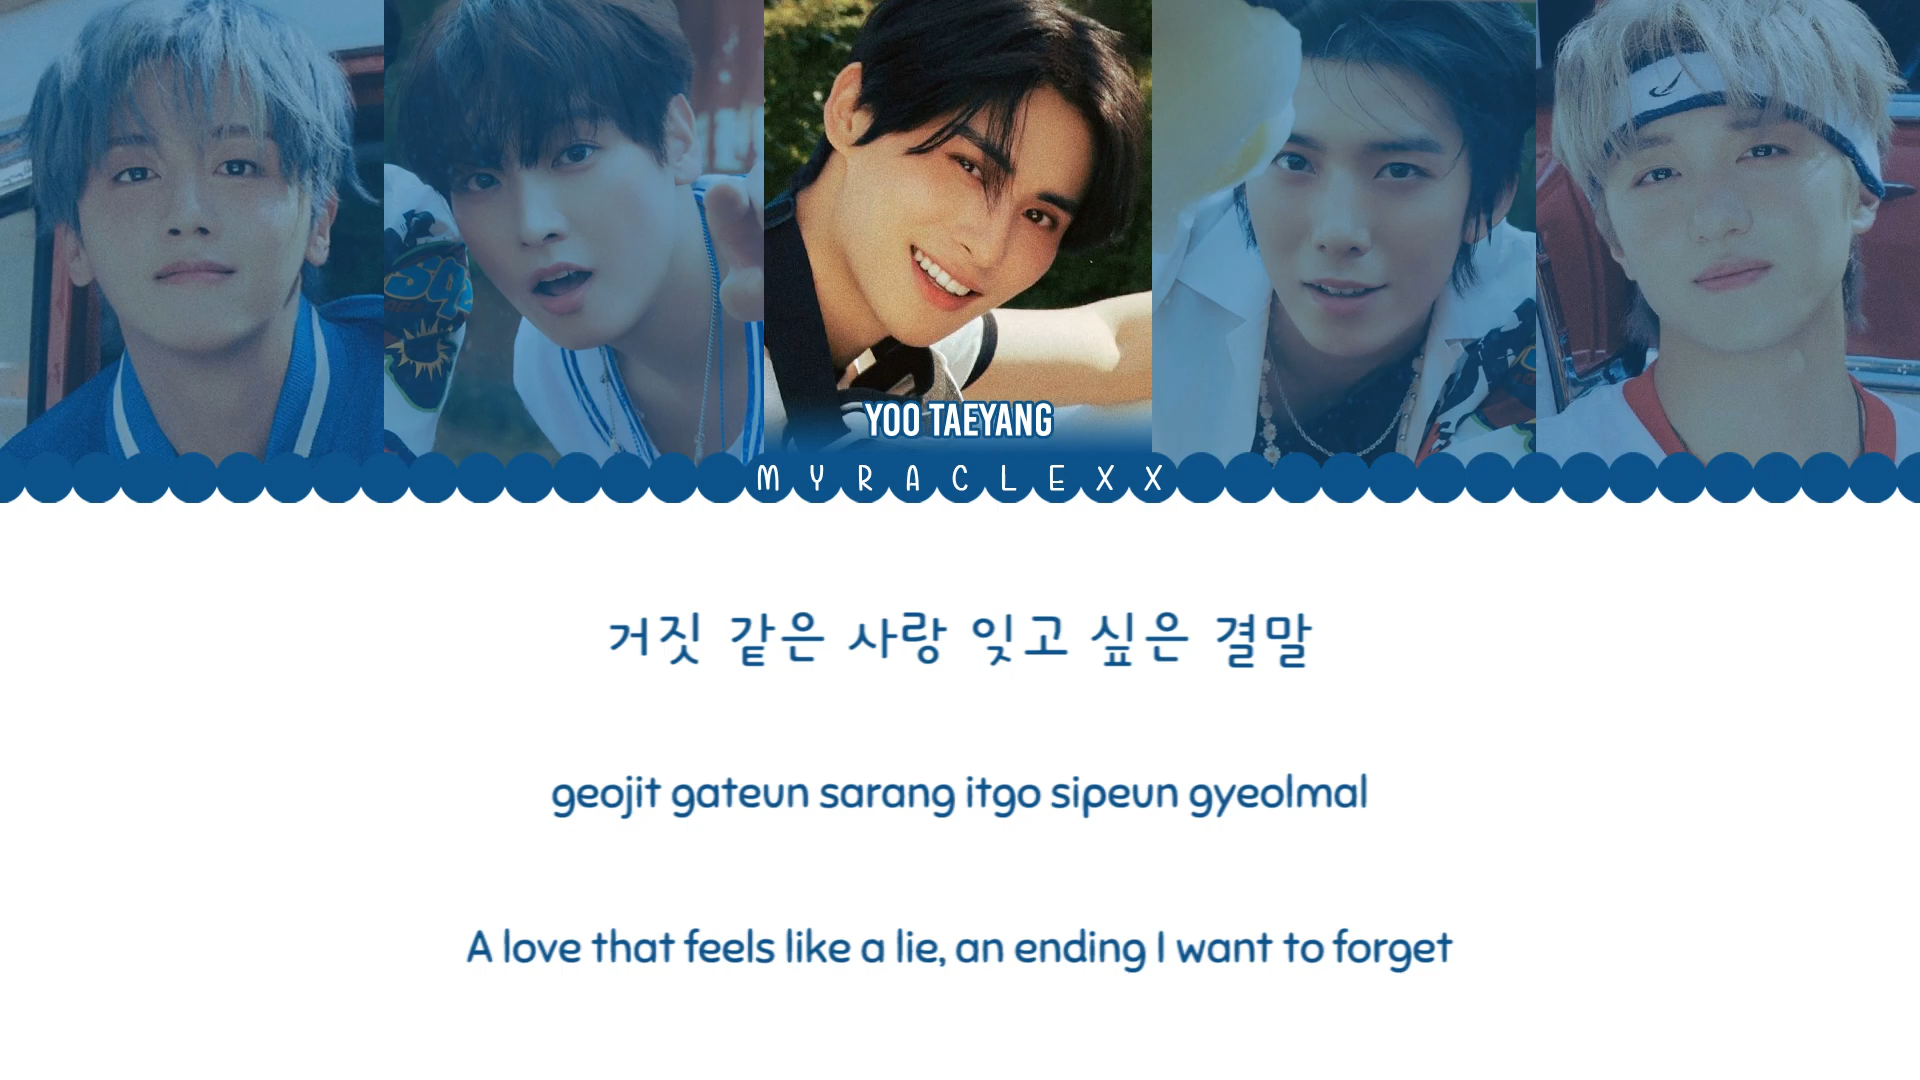 YOO TAEYANG
MYRACLEXX
거짓 같은 사랑 잊고 싶은 결말
geojit gateun sarang itgo sipeun gyeolmal
A love that feels like a lie, an ending I want to forget